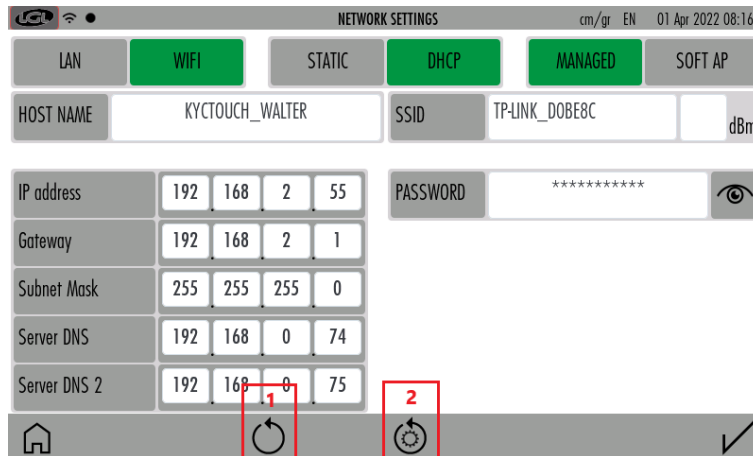 LGL NETWORK SETTINGS cm/gr EN 01 Apr 2022 08:16
LAN WIFI STATIC DHCP MANAGED SOFT AP
HOST NAME KYCTOUCH_WALTER SSID TP-LINK_DOBE8C dBm
IP address 192 . 168 . 2 . 55 PASSWORD ***********
Gateway 192 . 168 . 2 . 1
Subnet Mask 255 . 255 . 255 . 0
Server DNS 192 . 168 . 0 . 74
Server DNS 2 192 . 168 . 0 . 75
1 2